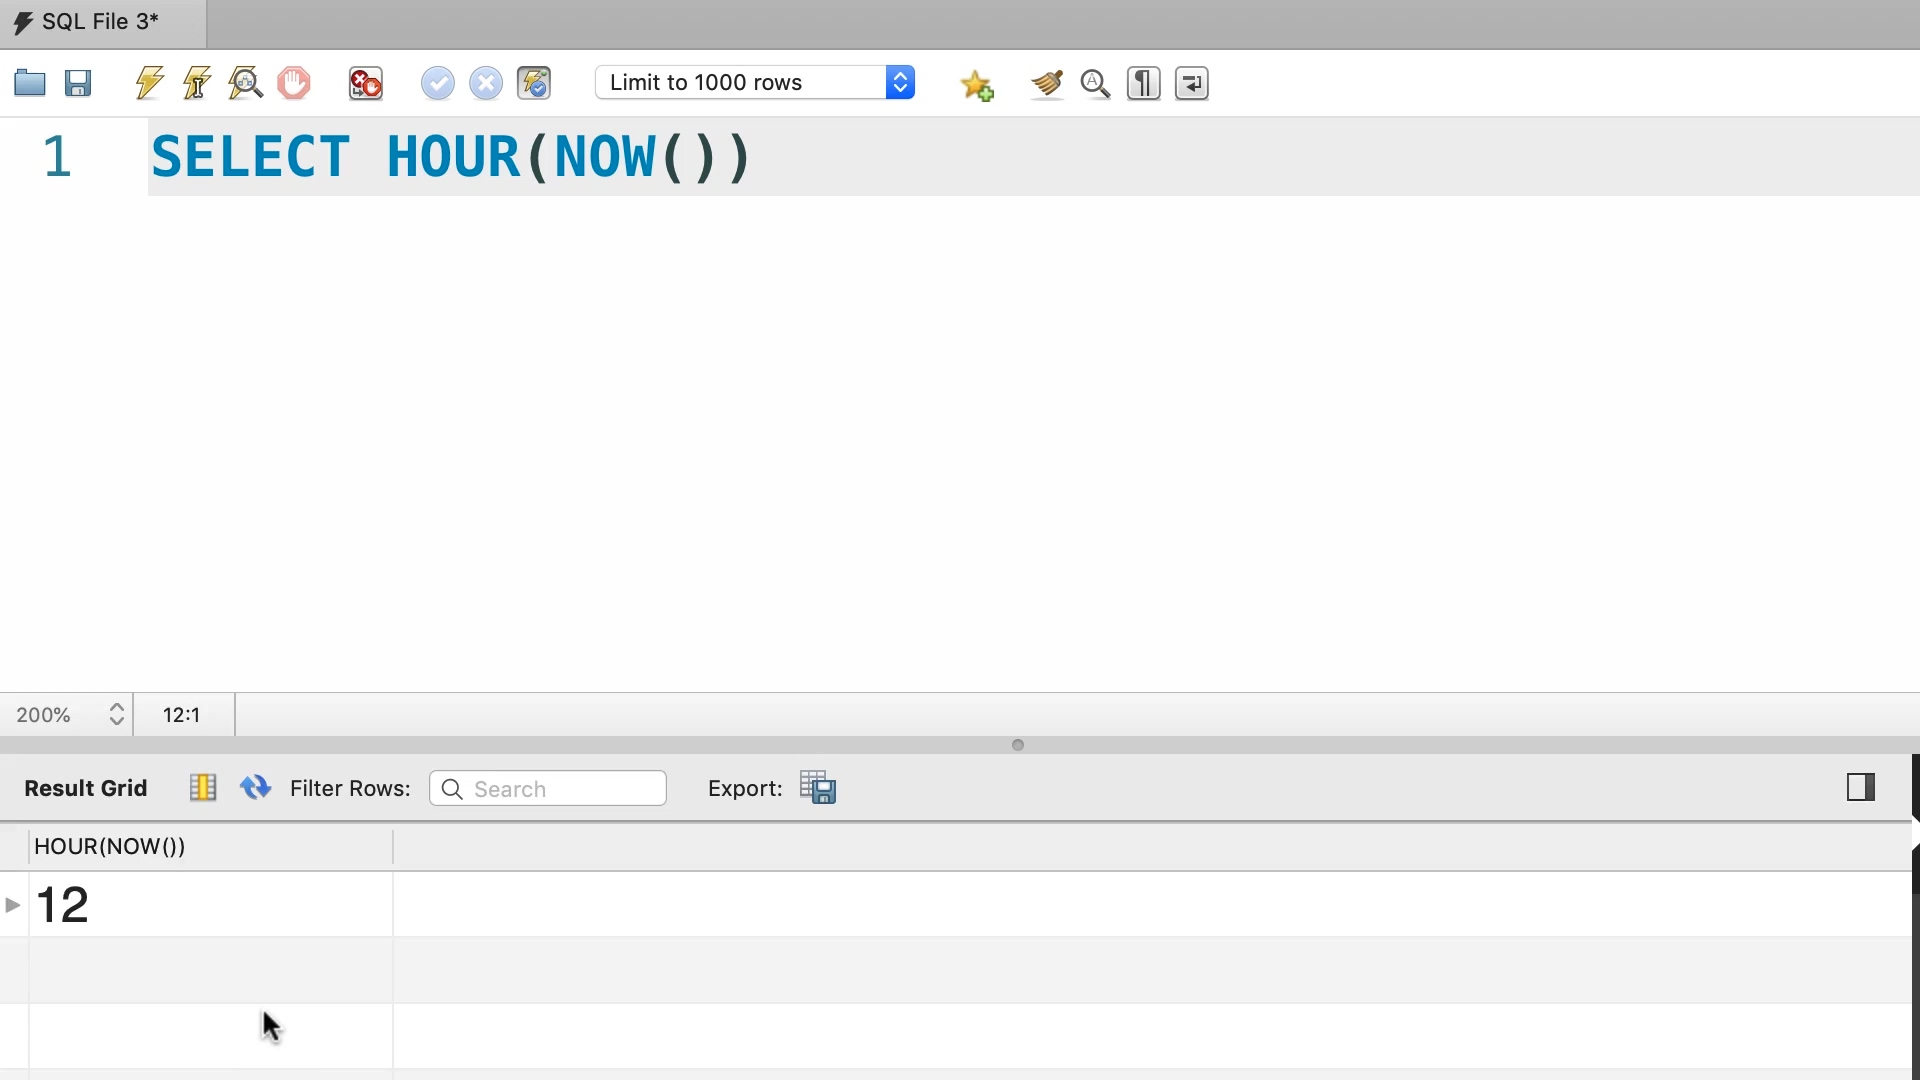 SQL File 3*
Limit to 1000 rows
1 SELECT HOUR(NOW())
200% 12:1
Result Grid Filter Rows: Search Export:
HOUR(NOW())
12